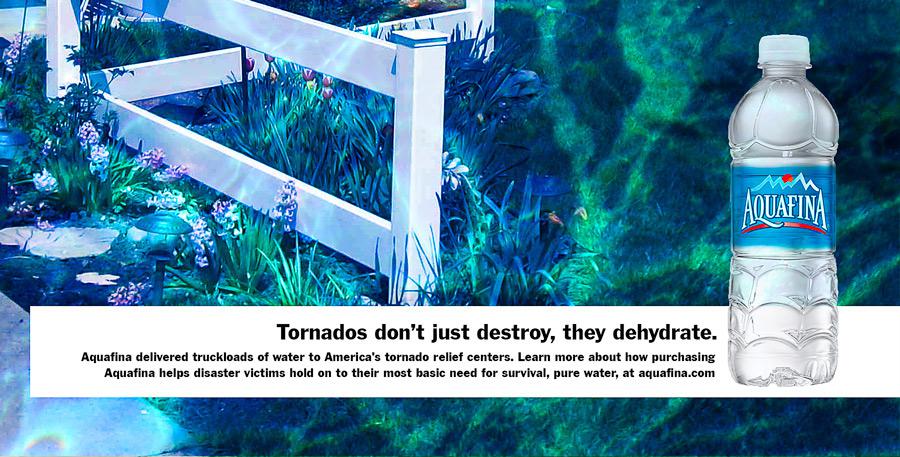 AQUAFINA
Tornados don't just destroy, they dehydrate.
Aquafina delivered truckloads of water to America's tornado relief centers. Learn more about how purchasing
Aquafina helps disaster victims hold on to their most basic need for survival, pure water, at aquafina.com